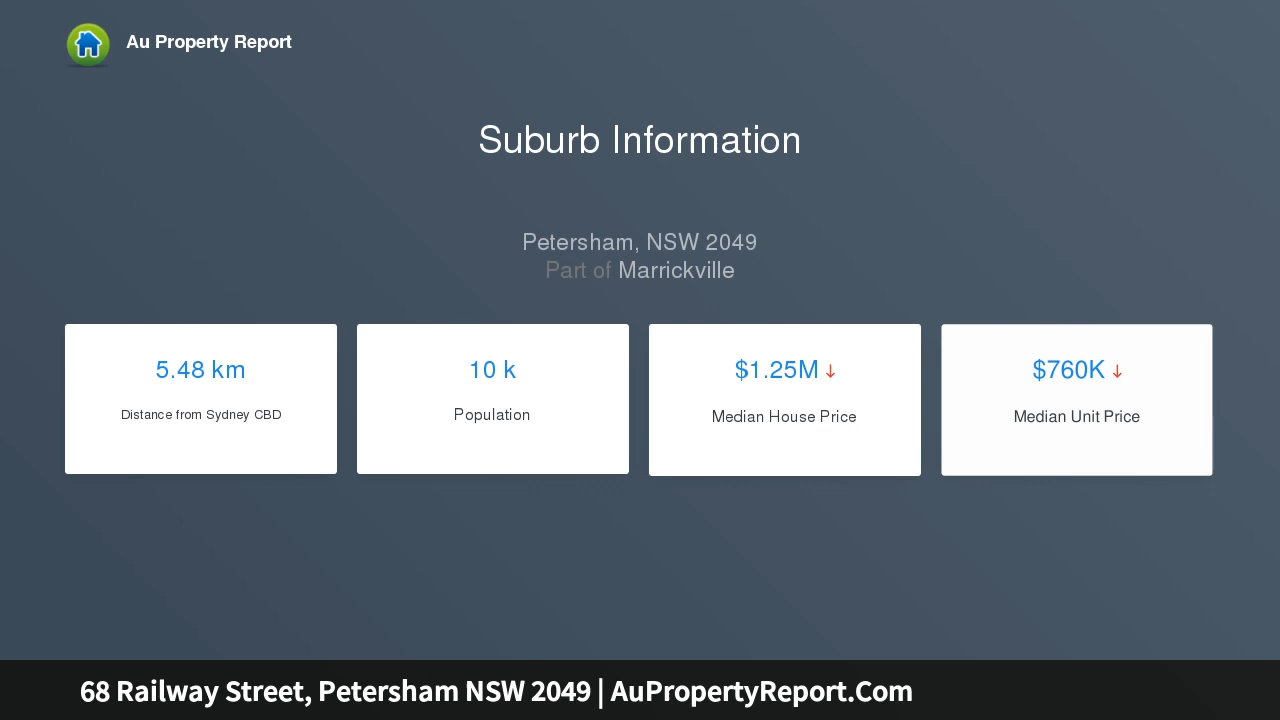 Au Property Report
Suburb Information
Petersham, NSW 2049
Part of Marrickville
5.48 km
Distance from Sydney CBD
10 k
Population
$1.25M ↓
Median House Price
$760K ↓
Median Unit Price
68 Railway Street, Petersham NSW 2049 | AuPropertyReport.Com